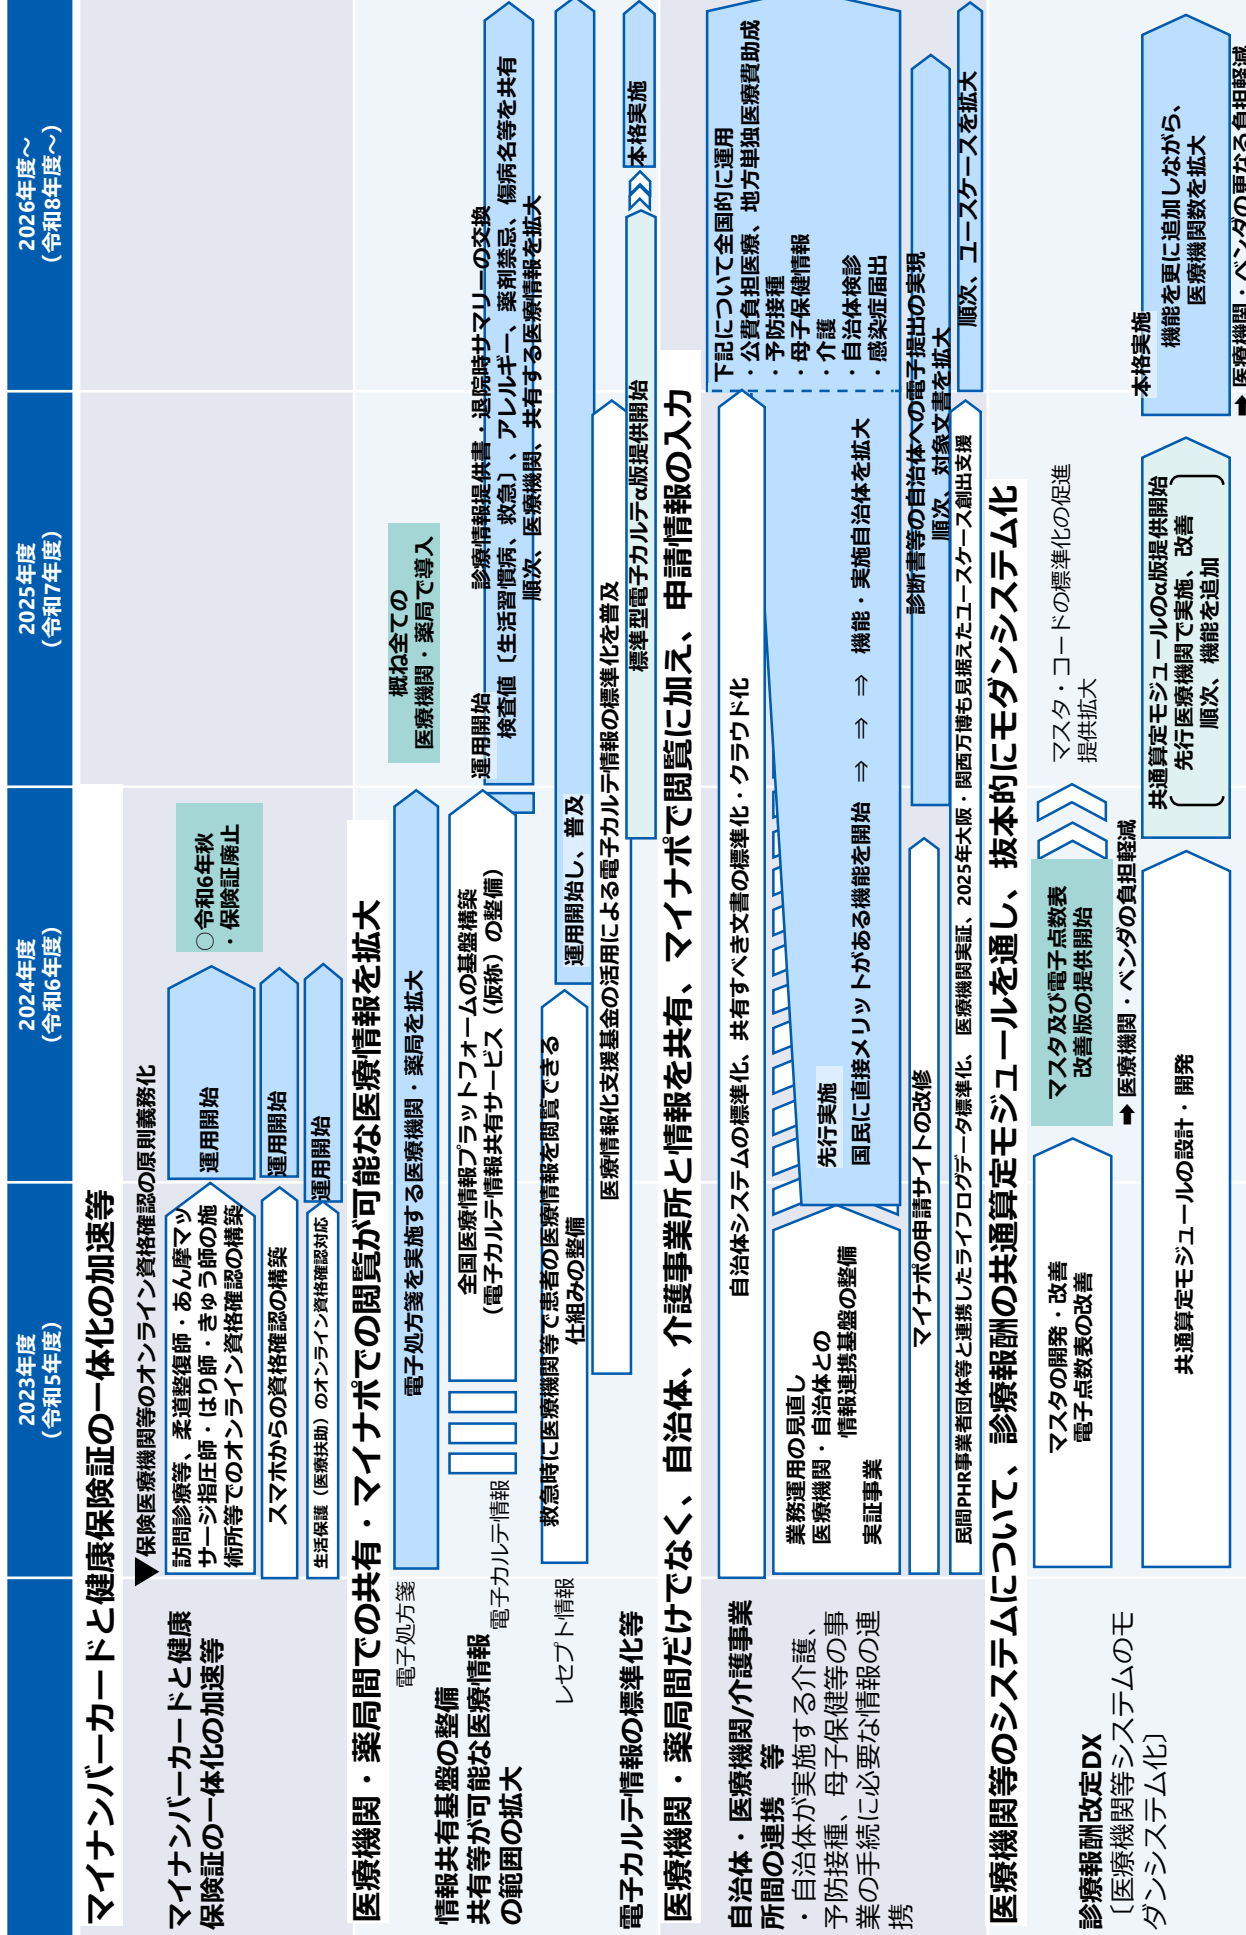 2023年度
（令和5年度）
2024年度
（令和6年度）
2025年度
（令和7年度）
2026年度～
（令和8年度～）
マイナンバーカードと健康保険証の一体化の加速等
マイナンバーカードと健康
保険証の一体化の加速等
▼保険医療機関等のオンライン資格確認の原則義務化
訪問診療等、柔道整復師・あん摩マッ
サージ指圧師・はり師・きゅう師の施
術所等でのオンライン資格確認の構築
運用開始
スマホからの資格確認の構築
運用開始
生活保護（医療扶助）のオンライン資格確認対応
運用開始
○令和6年秋
・保険証廃止
医療機関・薬局間での共有・マイナポでの閲覧が可能な医療情報を拡大
情報共有基盤の整備
共有等が可能な医療情報
の範囲の拡大
電子処方箋
電子処方箋を実施する医療機関・薬局を拡大
概ね全ての
医療機関・薬局で導入
電子カルテ情報
全国医療情報プラットフォームの基盤構築
（電子カルテ情報共有サービス（仮称）の整備）
運用開始
診療情報提供書・退院時サマリーの交換
検査値〔生活習慣病、救急〕、アレルギー、薬剤禁忌、傷病名等を共有
順次、医療機関、共有する医療情報を拡大
レセプト情報
救急時に医療機関等で患者の医療情報を閲覧できる
仕組みの整備
運用開始し、普及
電子カルテ情報の標準化等
医療情報化支援基金の活用による電子カルテ情報の標準化を普及
標準型電子カルテα版提供開始
本格実施
医療機関・薬局間だけでなく、自治体、介護事業所と情報を共有、マイナポで閲覧に加え、申請情報の入力
自治体・医療機関/介護事業
所間の連携　等
・自治体が実施する介護、
予防接種、母子保健等の事
業の手続に必要な情報の連
携
自治体システムの標準化、共有すべき文書の標準化・クラウド化
業務運用の見直し
医療機関・自治体との
情報連携基盤の整備
実証事業
先行実施
国民に直接メリットがある機能を開始　⇒　⇒　⇒　機能・実施自治体を拡大
下記について全国的に運用
・公費負担医療、地方単独医療費助成
・予防接種
・母子保健情報
・介護
・自治体検診
・感染症届出
マイナポの申請サイトの改修
診断書等の自治体への電子提出の実現
順次、対象文書を拡大
民間PHR事業者団体等と連携したライフログデータ標準化、　医療機関実証、2025年大阪・関西万博も見据えたユースケース創出支援
順次、ユースケースを拡大
医療機関等のシステムについて、診療報酬の共通算定モジュールを通し、抜本的にモダンシステム化
診療報酬改定DX
〔医療機関等システムのモ
ダンシステム化〕
マスタの開発・改善
電子点数表の改善
マスタ及び電子点数表
改善版の提供開始
マスタ・コードの標準化の促進
提供拡大
➡ 医療機関・ベンダの負担軽減
共通算定モジュールの設計・開発
共通算定モジュールのα版提供開始
先行医療機関で実施、改善
順次、機能を追加
本格実施
機能を更に追加しながら、
医療機関数を拡大
➡ 医療機関・ベンダの更なる負担軽減